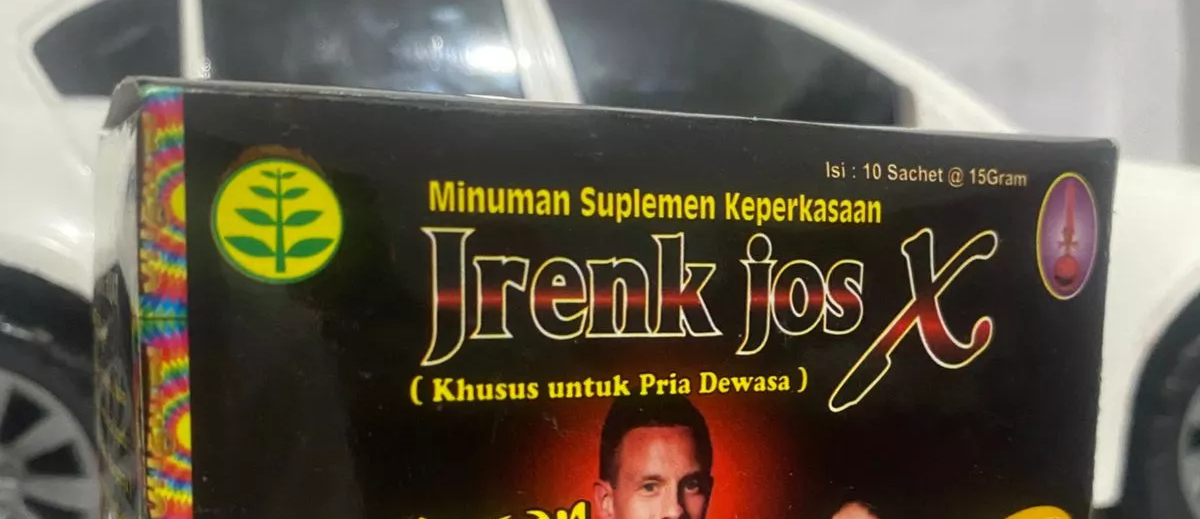 Isi : 10 Sachet @ 15Gram
Minuman Suplemen Keperkasaan
Jrenk jos X
( Khusus untuk Pria Dewasa )